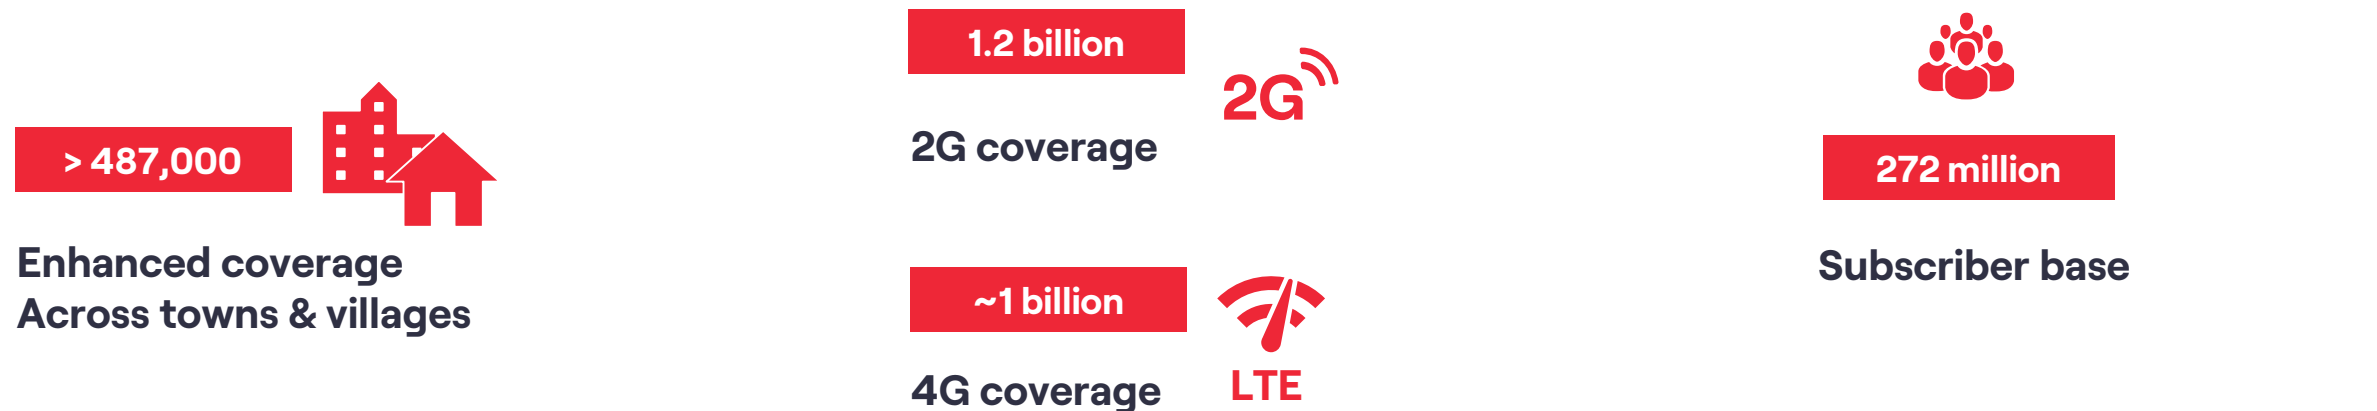 > 487,000
Enhanced coverage
Across towns & villages
1.2 billion
2G
2G coverage
~1 billion
LTE
4G coverage
272 million
Subscriber base